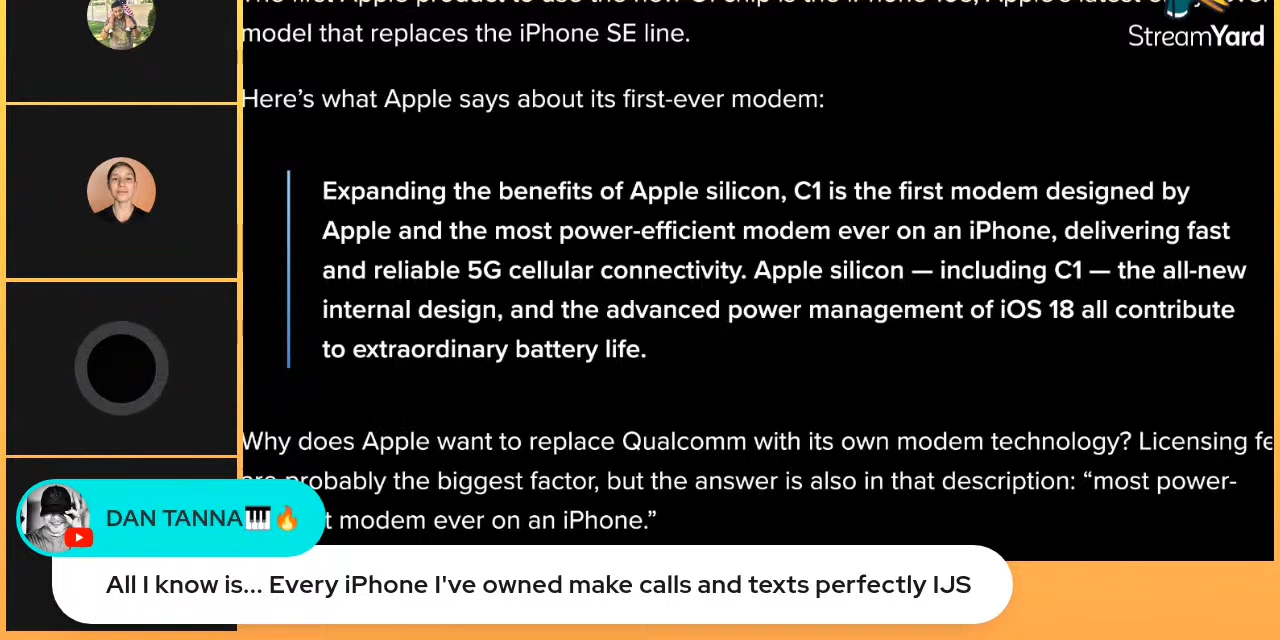 model that replaces the iPhone SE line.
StreamYard
Here’s what Apple says about its first-ever modem:
Expanding the benefits of Apple silicon, C1 is the first modem designed by
Apple and the most power-efficient modem ever on an iPhone, delivering fast
and reliable 5G cellular connectivity. Apple silicon — including C1 — the all-new
internal design, and the advanced power management of iOS 18 all contribute
to extraordinary battery life.
Why does Apple want to replace Qualcomm with its own modem technology? Licensing
probably the biggest factor, but the answer is also in that description: “most power-
modem ever on an iPhone.”
DAN TANNA🎹🔥
All I know is... Every iPhone I've owned make calls and texts perfectly IJS